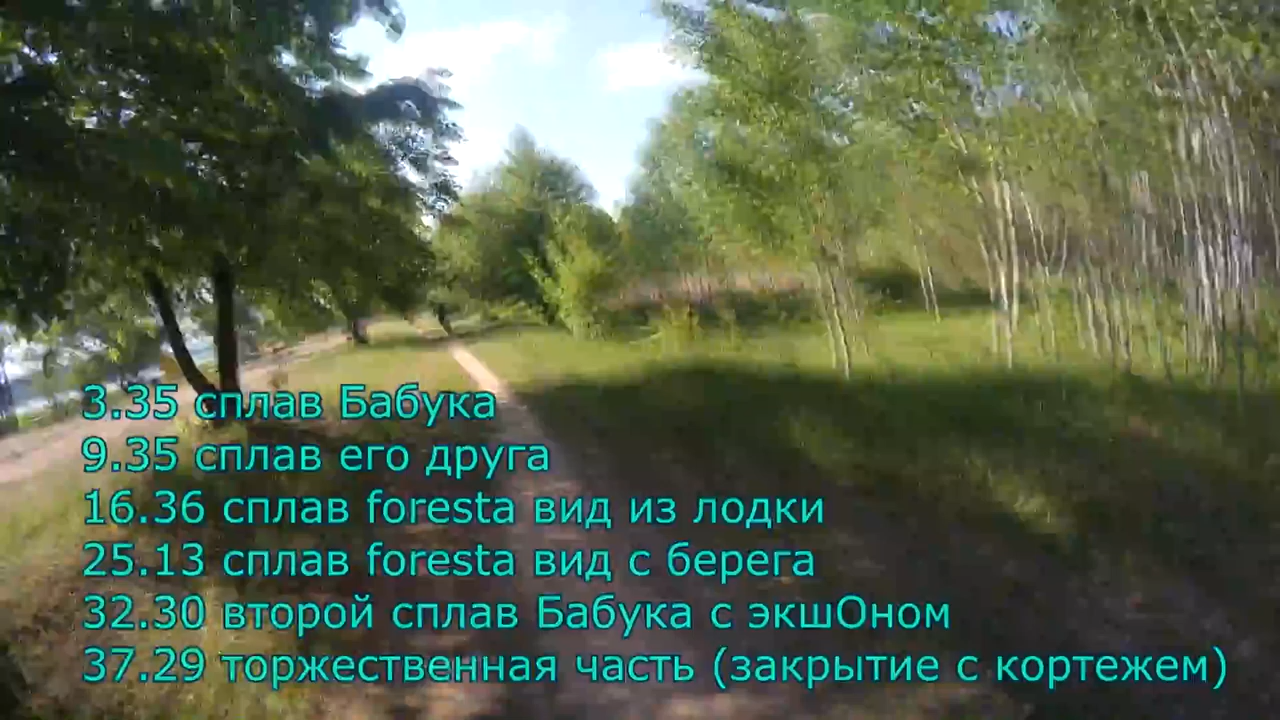 3.35 сплав Бабука
9.35 сплав его друга
16.36 сплав foresta вид из лодки
25.13 сплав foresta вид с берега
32.30 второй сплав Бабука с экшОном
37.29 торжественная часть (закрытие с кортежем)